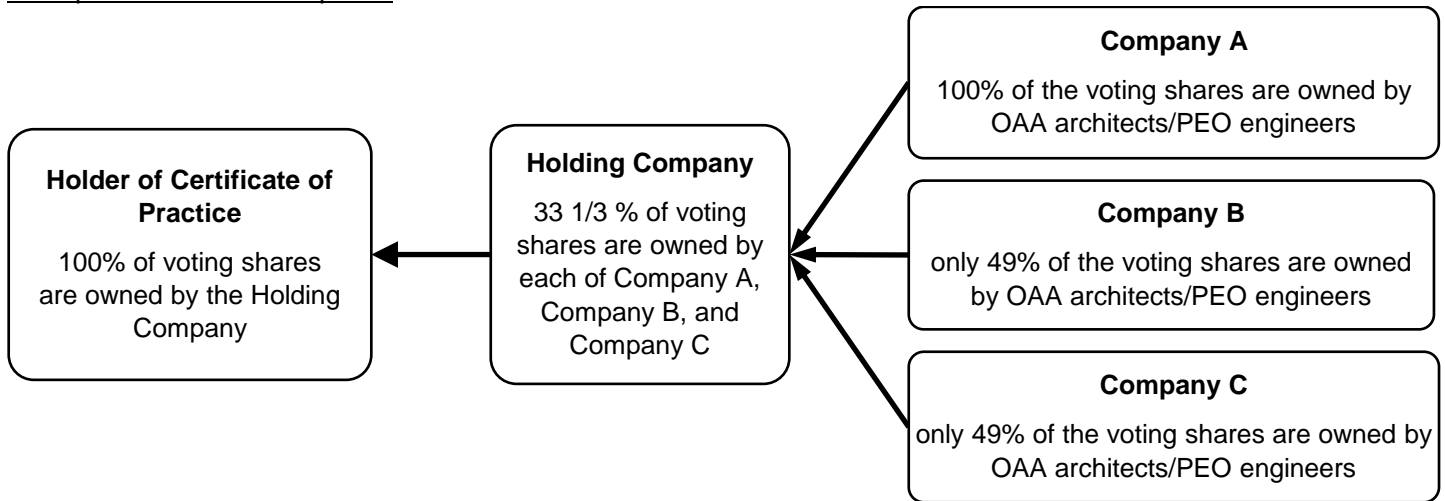 Holder of Certificate of
Practice
100% of voting shares
are owned by the Holding
Company
Holding Company
33 1/3 % of voting
shares are owned by
each of Company A,
Company B, and
Company C
Company A
100% of the voting shares are owned by
OAA architects/PEO engineers
Company B
only 49% of the voting shares are owned
by OAA architects/PEO engineers
Company C
only 49% of the voting shares are owned by
OAA architects/PEO engineers